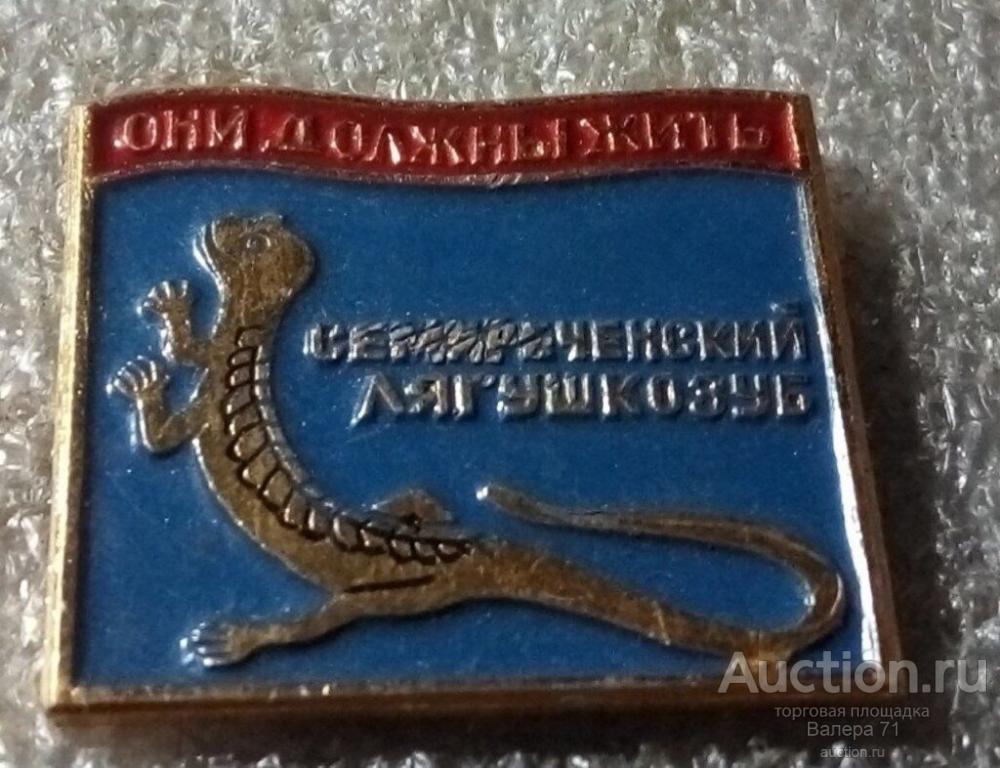 ОНИ ДОЛЖНЫ ЖИТЬ
СЕМИРЕЧЕНСКИЙ
ЛЯГУШКОЗУБ
Auction.ru
торговая площадка
Валера 71
auction.ru